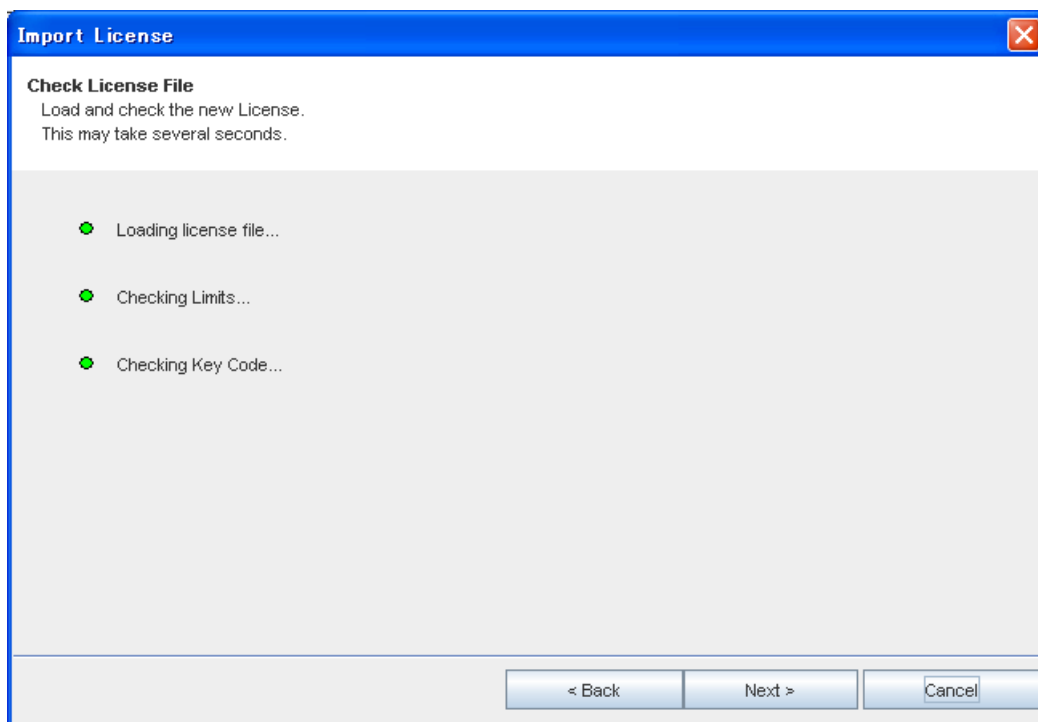 Import License
Check License File
Load and check the new License.
This may take several seconds.
Loading license file...
Checking Limits...
Checking Key Code...
< Back
Next >
Cancel